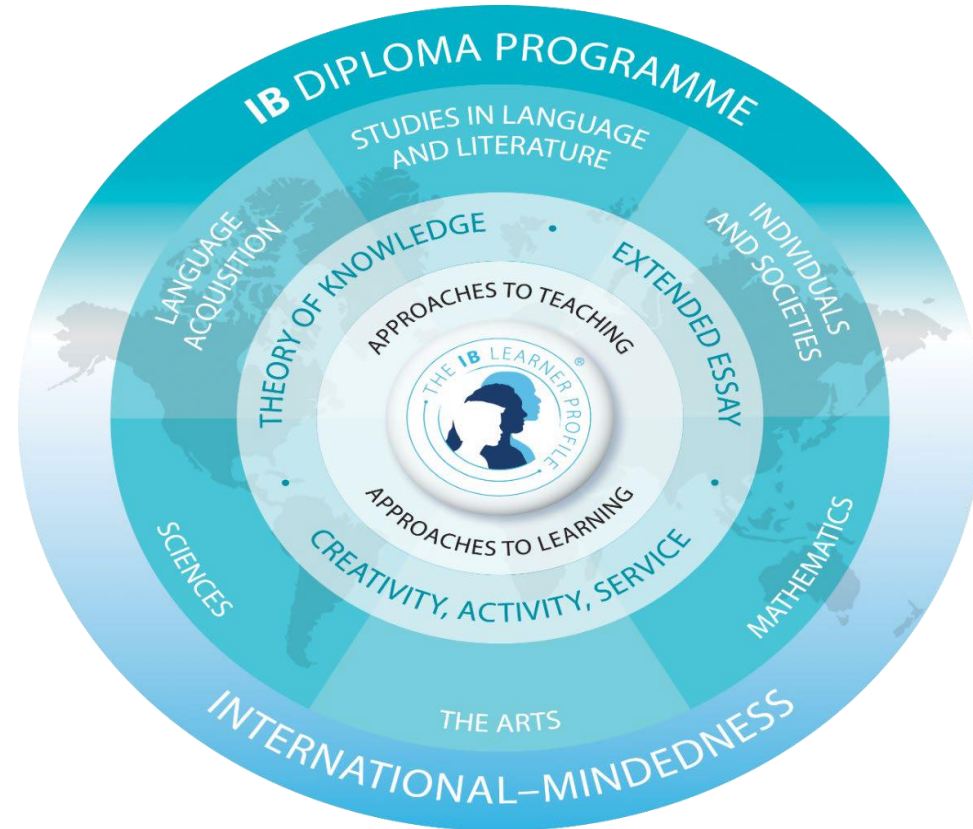 IB DIPLOMA PROGRAMME
STUDIES IN LANGUAGE
AND LITERATURE
LANGUAGE
ACQUISITION
INDIVIDUALS
AND SOCIETIES
THEORY OF KNOWLEDGE
•
EXTENDED ESSAY
APPROACHES TO TEACHING
• THE IB LEARNER PROFILE •
®
APPROACHES TO LEARNING
•
CREATIVITY, ACTIVITY, SERVICE
•
SCIENCES
MATHEMATICS
THE ARTS
INTERNATIONAL–MINDEDNESS